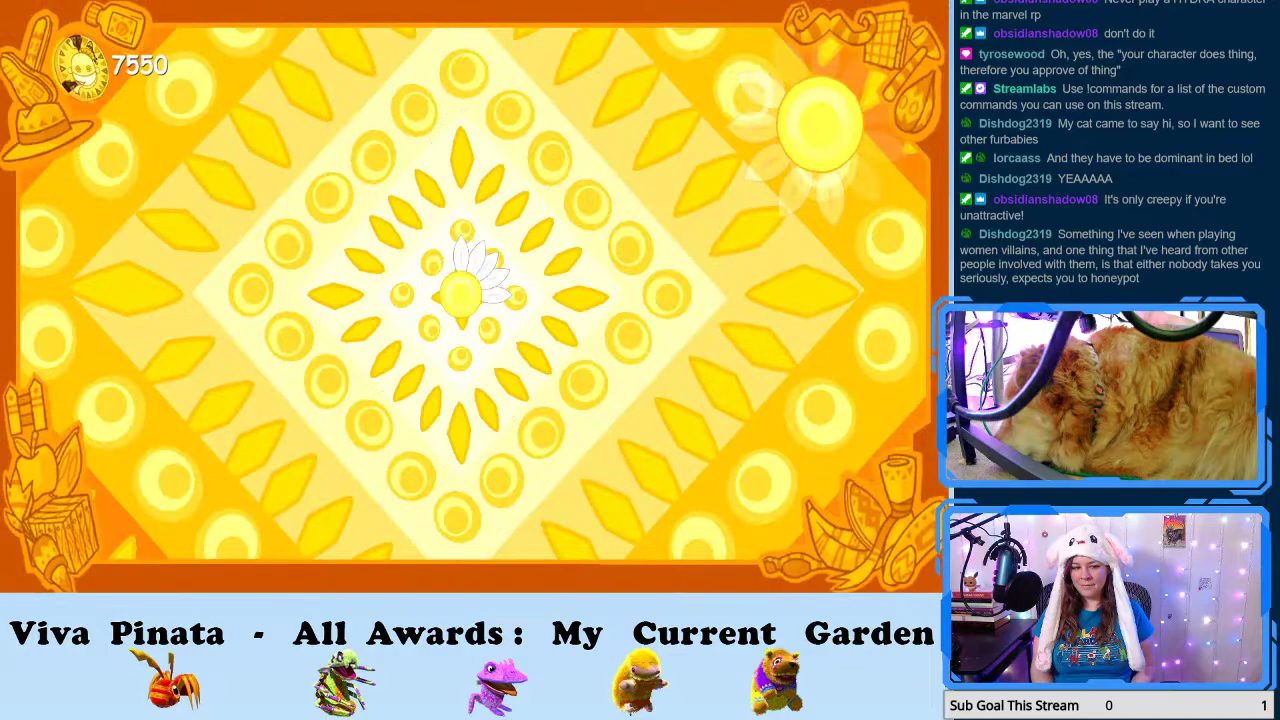 7550
obsidianshadow08 Never play a HYDRA character
in the marvel rp
obsidianshadow08 don't do it
tyrosewood Oh, yes, the "your character does thing,
therefore you approve of thing"
Streamlabs Use !commands for a list of the custom
commands you can use on this stream.
Dishdog2319 My cat came to say hi, so I want to see
other furbabies
lorcaass And they have to be dominant in bed lol
Dishdog2319 YEAAAAA
obsidianshadow08 It's only creepy if you're
unattractive!
Dishdog2319 Something I've seen when playing
women villains, and one thing that I've heard from other
people involved with them, is that either nobody takes you
seriously, expects you to honeypot
Viva Pinata - All Awards: My Current Garden
Sub Goal This Stream 0 1